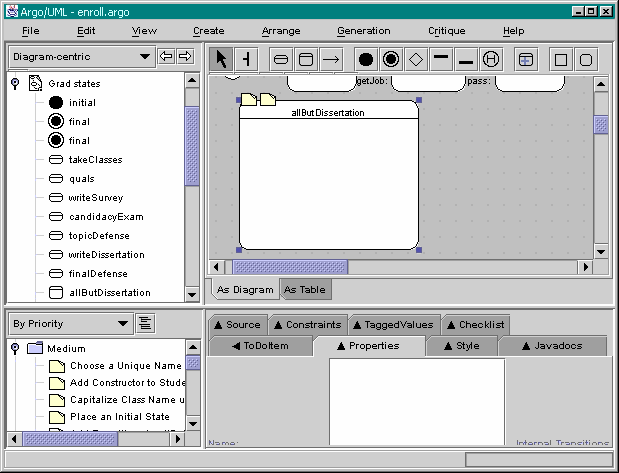 Argo/UML - enroll.argo
File Edit View Create Arrange Generation Critique Help
Diagram-centric
H
Grad states
initial
final
final
takeClasses
quals
writeSurvey
candidacyExam
topicDefense
writeDissertation
finalDefense
allButDissertation
getJob: pass:
allButDissertation
As Diagram As Table
By Priority
Medium
Choose a Unique Name
Add Constructor to Stude
Capitalize Class Name u
Place an Initial State
Source Constraints TaggedValues Checklist
ToDoItem Properties Style Javadocs
Name: Internal Transitions